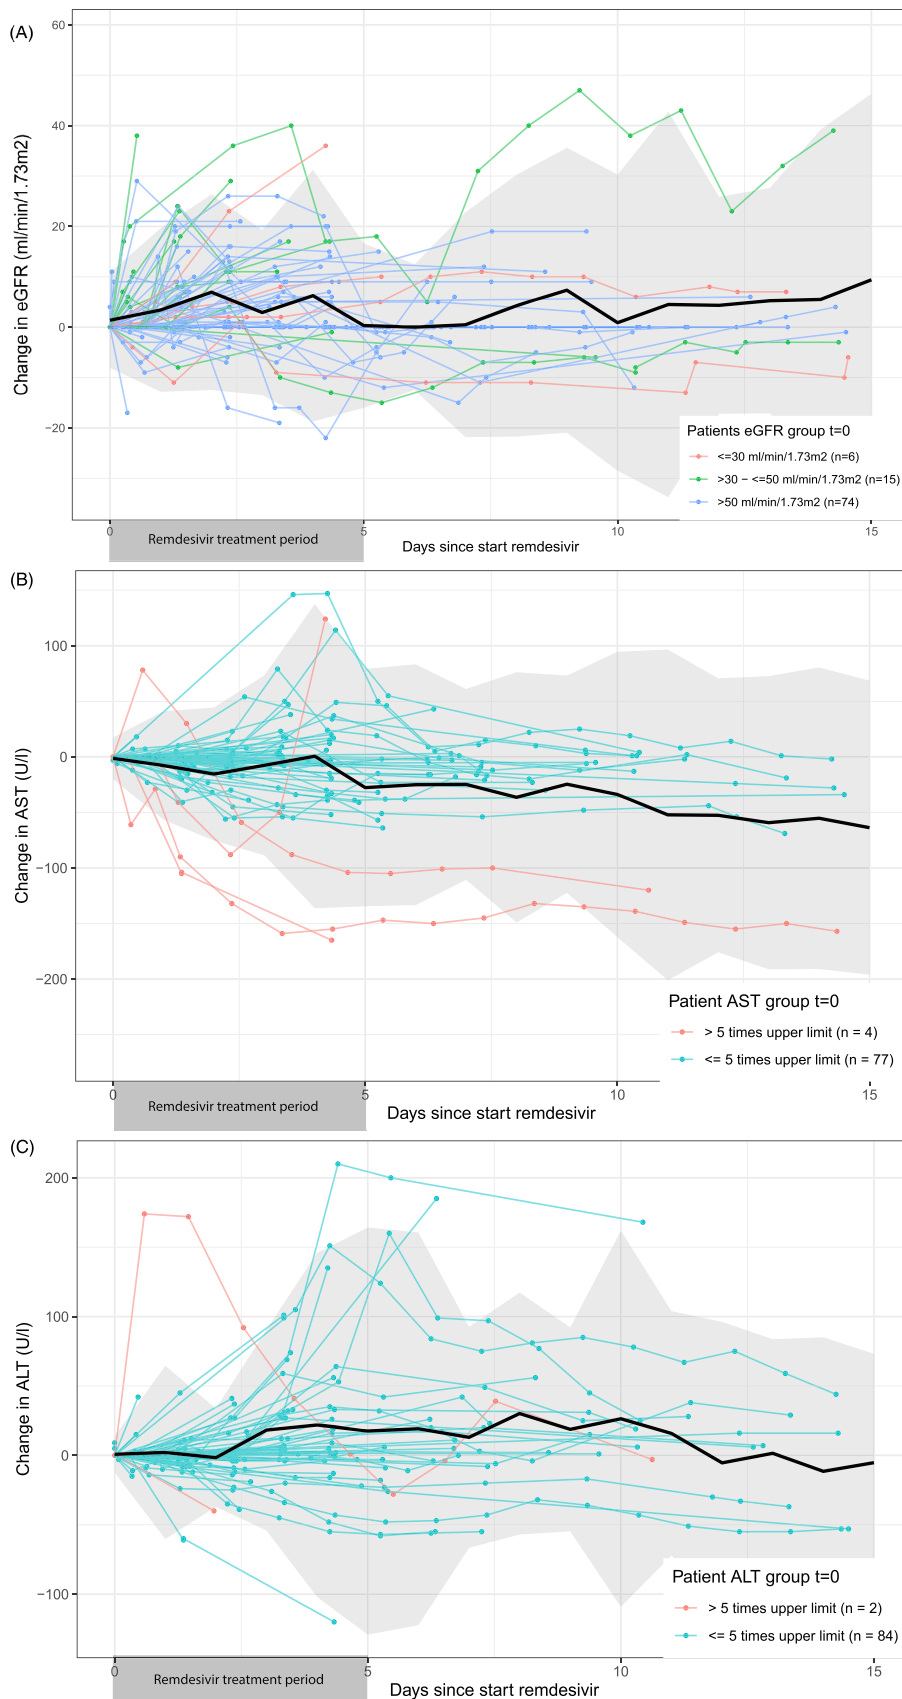 (A)
60
40
20
0
−20
Change in eGFR (ml/min/1.73m2)
Patients eGFR group t=0
<=30 ml/min/1.73m2 (n=6)
>30 − <=50 ml/min/1.73m2 (n=15)
>50 ml/min/1.73m2 (n=74)
0 5 10 15
Remdesivir treatment period
Days since start remdesivir
(B)
100
0
−100
−200
Change in AST (U/l)
Patient AST group t=0
> 5 times upper limit (n = 4)
<= 5 times upper limit (n = 77)
0 5 10 15
Remdesivir treatment period
Days since start remdesivir
(C)
200
100
0
−100
Change in ALT (U/l)
Patient ALT group t=0
> 5 times upper limit (n = 2)
<= 5 times upper limit (n = 84)
0 5 10 15
Remdesivir treatment period
Days since start remdesivir